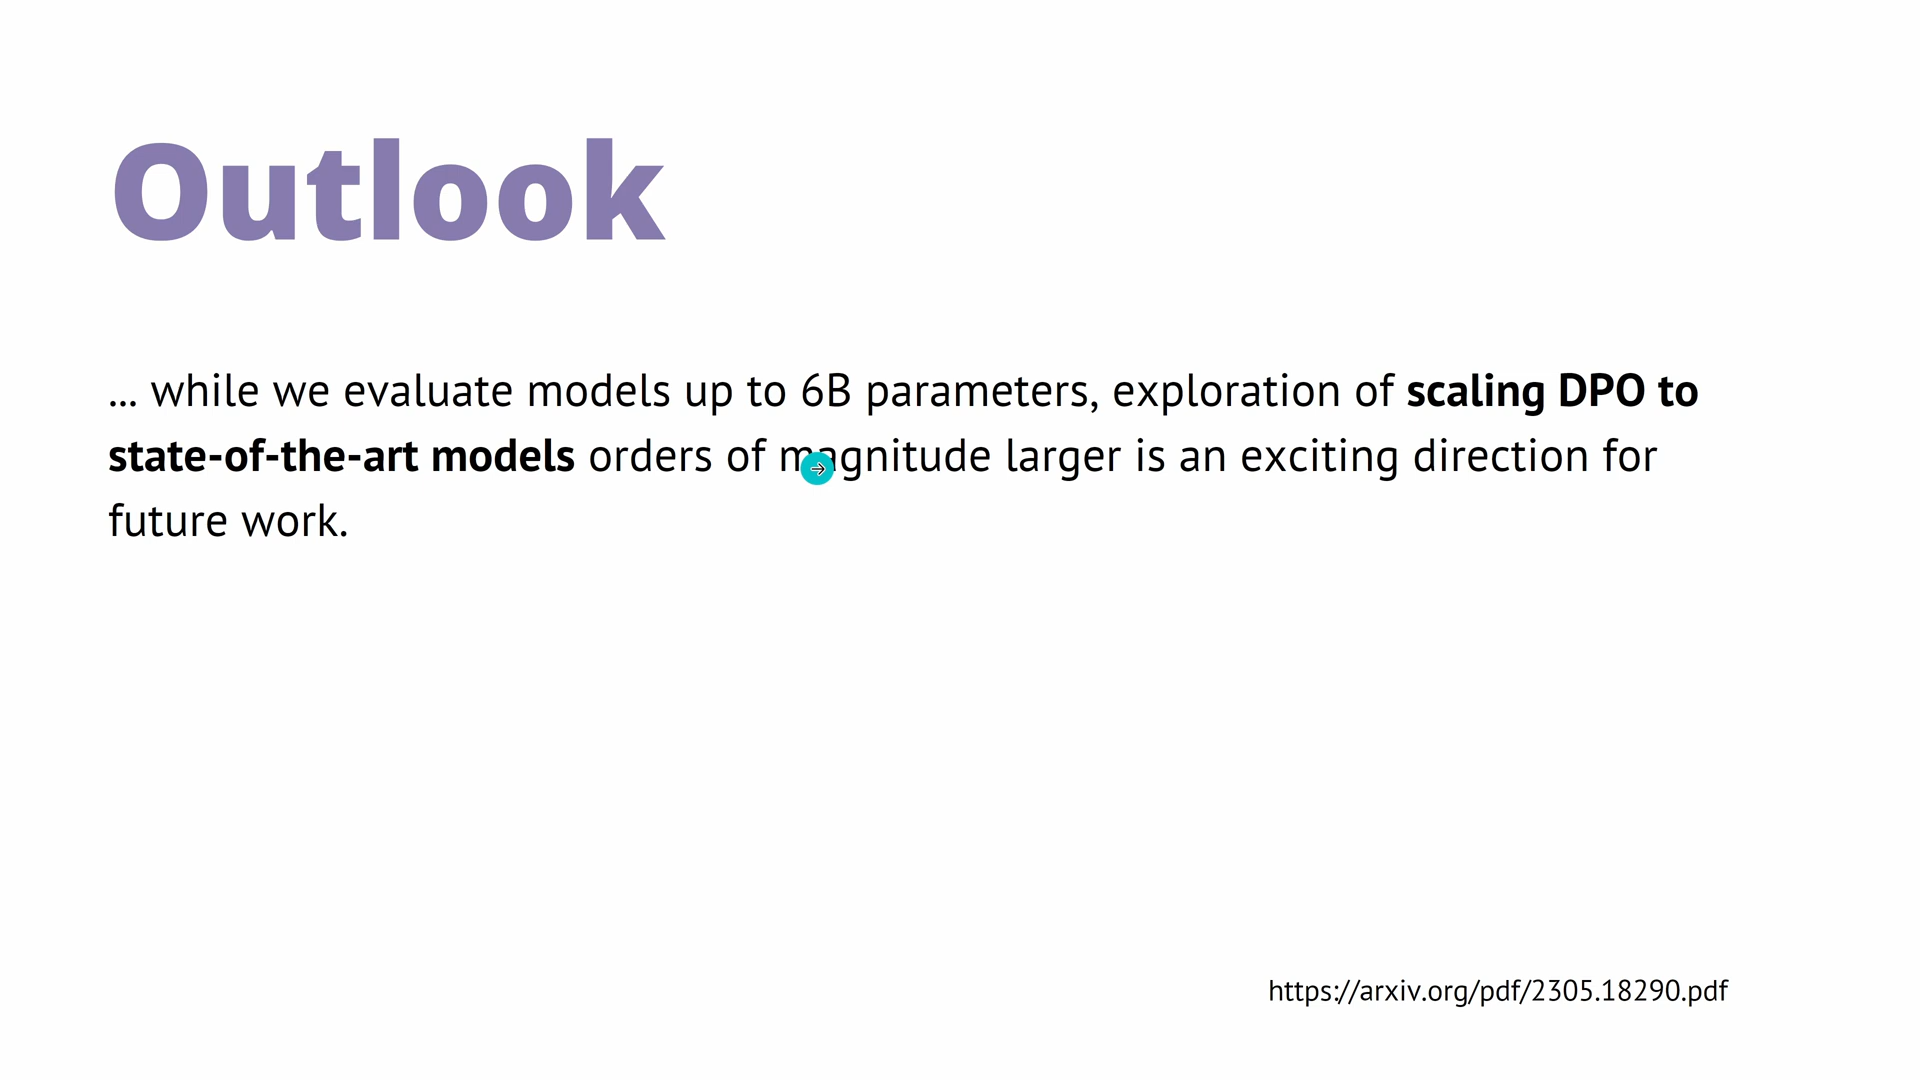 Outlook
... while we evaluate models up to 6B parameters, exploration of scaling DPO to
state-of-the-art models orders of magnitude larger is an exciting direction for
future work.
https://arxiv.org/pdf/2305.18290.pdf